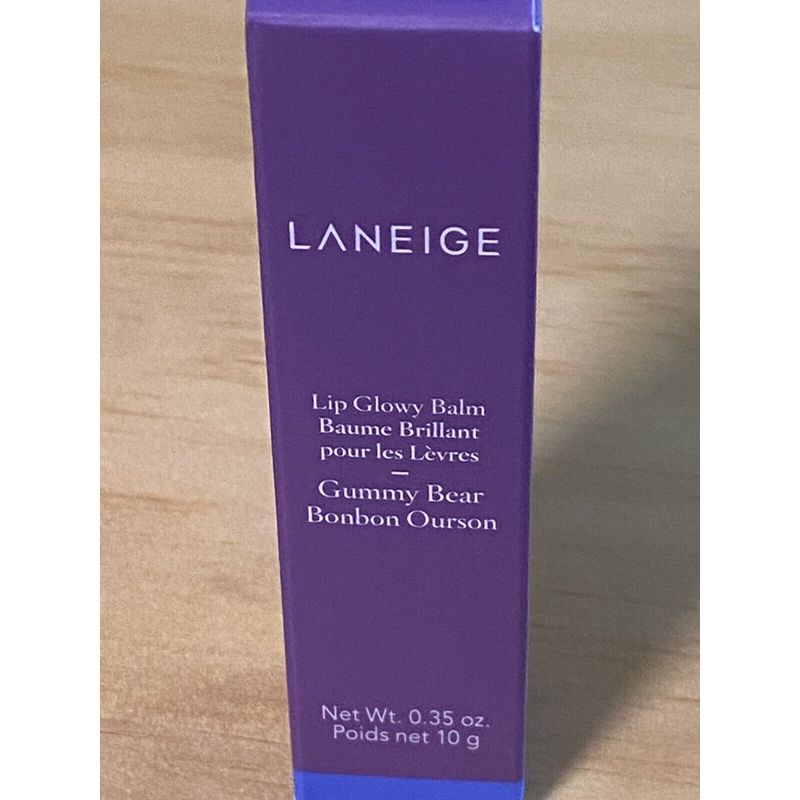 LANEIGE
Lip Glowy Balm
Baume Brillant
pour les Lèvres
Gummy Bear
Bonbon Ourson
Net Wt. 0.35 oz.
Poids net 10 g